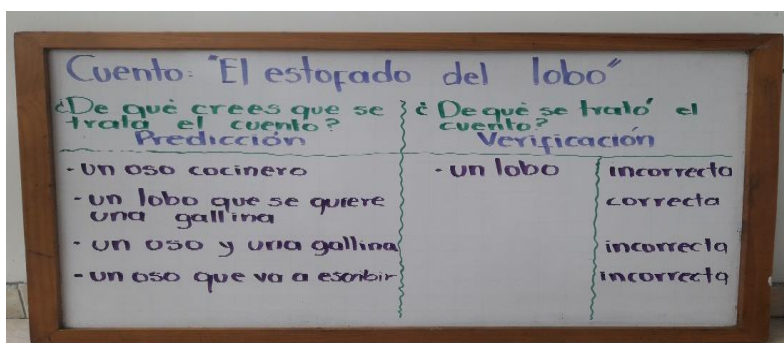 Cuento: "El estofado del lobo"
¿De qué crees que se
trata el cuento?
Predicción
¿De qué se trató el
cuento?
Verificación
- un oso cocinero
- un lobo
incorrecta
- un lobo que se quiere
una gallina
correcta
- un oso y una gallina
incorrecta
- un oso que va a escribir
incorrecta